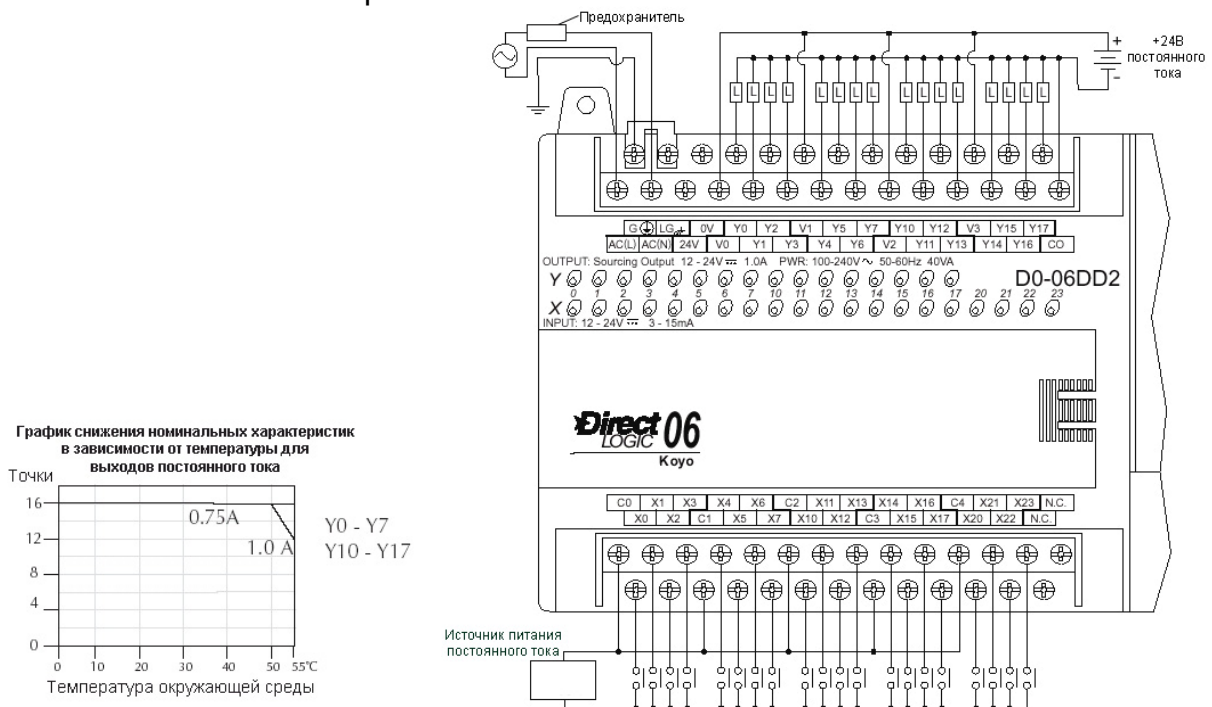 Предохранитель
+ +24В
постоянного
− тока
G LG 0V Y0 Y2 V1 Y5 Y7 Y10 Y12 V3 Y15 Y17
AC(L) AC(N) 24V V0 Y1 Y3 Y4 Y6 V2 Y11 Y13 Y14 Y16 CO
OUTPUT: Sourcing Output 12 - 24V 1.0A PWR: 100-240V ~ 50-60Hz 40VA
L L L L L L L L L L L L L L L L
Y D0-06DD2
0 1 2 3 4 5 6 7 10 11 12 13 14 15 16 17 20 21 22 23
X
INPUT: 12 - 24V 3 - 15mA
Direct
LOGIC 06
Koyo
C0 X1 X3 X4 X6 C2 X11 X13 X14 X16 C4 X21 X23 N.C.
X0 X2 C1 X5 X7 X10 X12 C3 X15 X17 X20 X22 N.C.
Источник питания
постоянного тока
График снижения номинальных характеристик
в зависимости от температуры для
выходов постоянного тока
Точки
16
12
8
4
0
0.75A
1.0 A
Y0 - Y7
Y10 - Y17
0 10 20 30 40 50 55°C
Температура окружающей среды